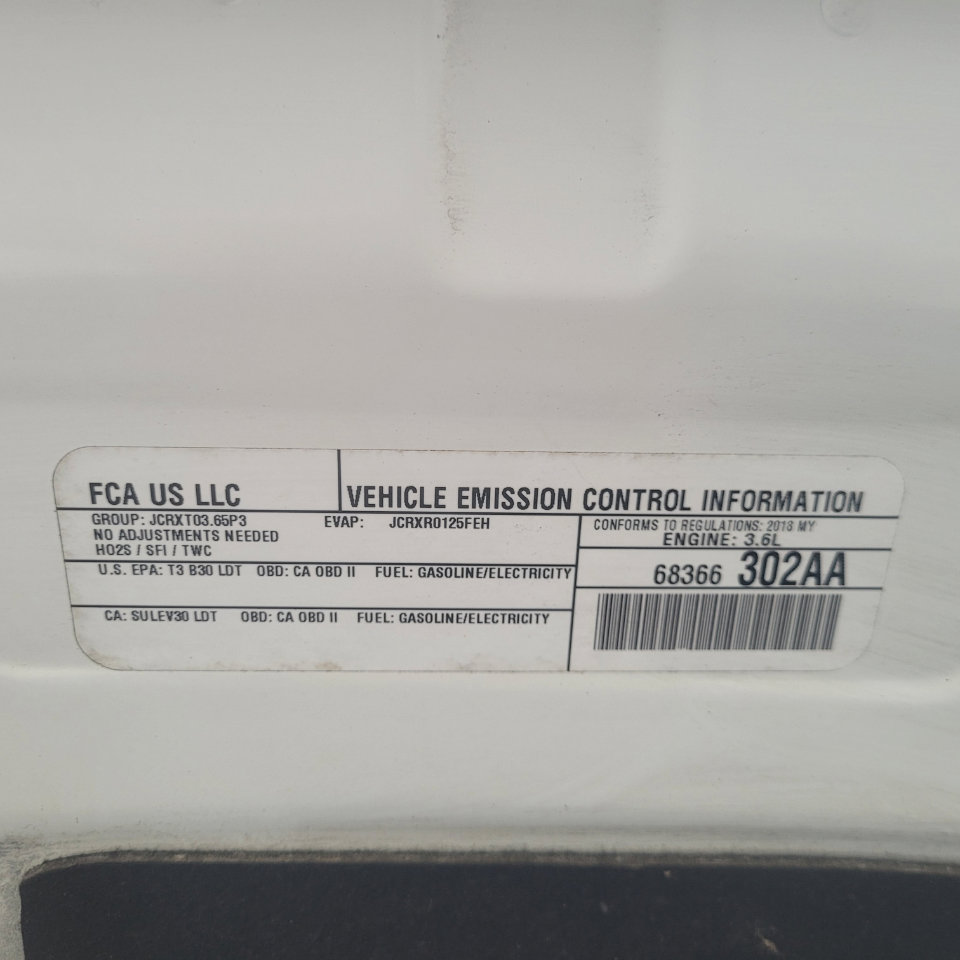 FCA US LLC
VEHICLE EMISSION CONTROL INFORMATION
GROUP: JCRXT03.65P3 EVAP: JCRXR0125FEH
NO ADJUSTMENTS NEEDED
HO2S / SFI / TWC
CONFORMS TO REGULATIONS: 2018 MY
ENGINE: 3.6L
U.S. EPA: T3 B30 LDT OBD: CA OBD II FUEL: GASOLINE/ELECTRICITY
68366 302AA
CA: SULEV30 LDT OBD: CA OBD II FUEL: GASOLINE/ELECTRICITY